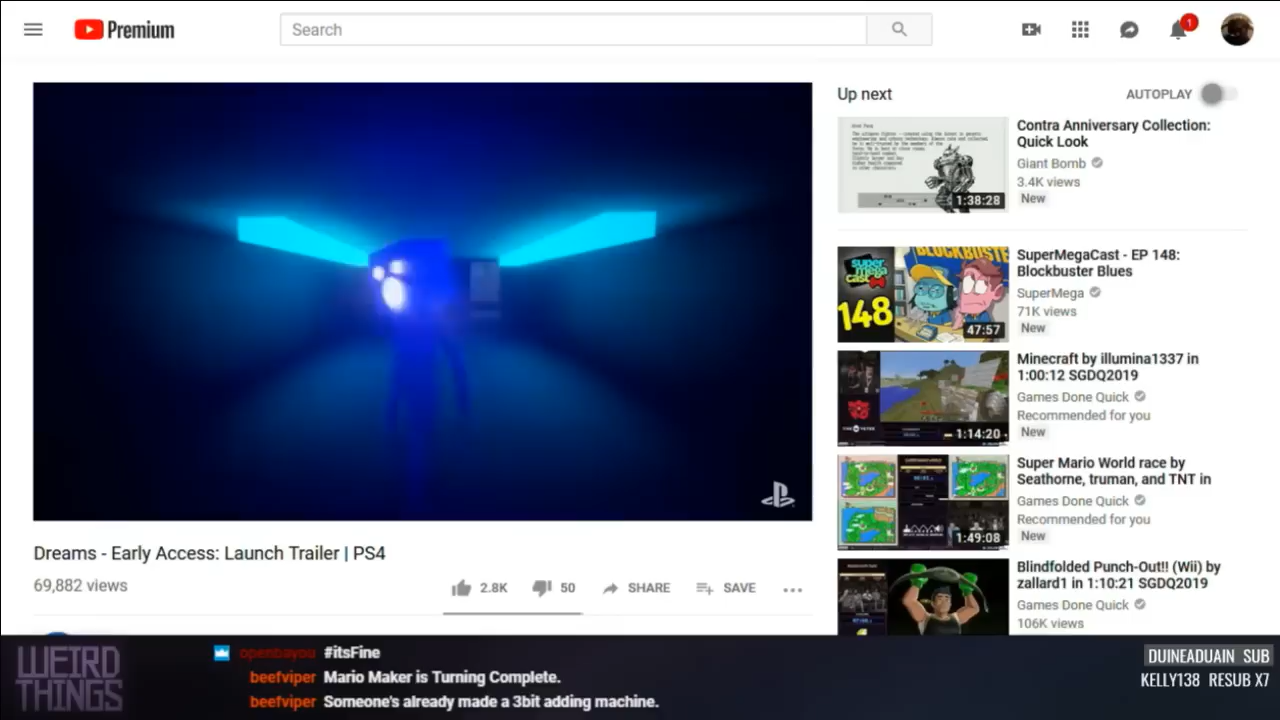 Premium
Search
1
Up next
AUTOPLAY
Contra Anniversary Collection:
Quick Look
Giant Bomb
3.4K views
New
1:38:28
SuperMegaCast - EP 148:
Blockbuster Blues
SuperMega
71K views
New
super
mega
cast
BLOCKBUSTER
148
47:57
Minecraft by illumina1337 in
1:00:12 SGDQ2019
Games Done Quick
Recommended for you
New
1:14:20
Super Mario World race by
Seathorne, truman, and TNT in
Games Done Quick
Recommended for you
New
1:49:08
Blindfolded Punch-Out!! (Wii) by
zallard1 in 1:10:21 SGDQ2019
Games Done Quick
106K views
Dreams - Early Access: Launch Trailer | PS4
69,882 views
2.8K
50
SHARE
SAVE
WEIRD
THINGS
openbayou #itsFine
beefviper Mario Maker is Turning Complete.
beefviper Someone's already made a 3bit adding machine.
DUINEADUAIN SUB
KELLY138 RESUB X7